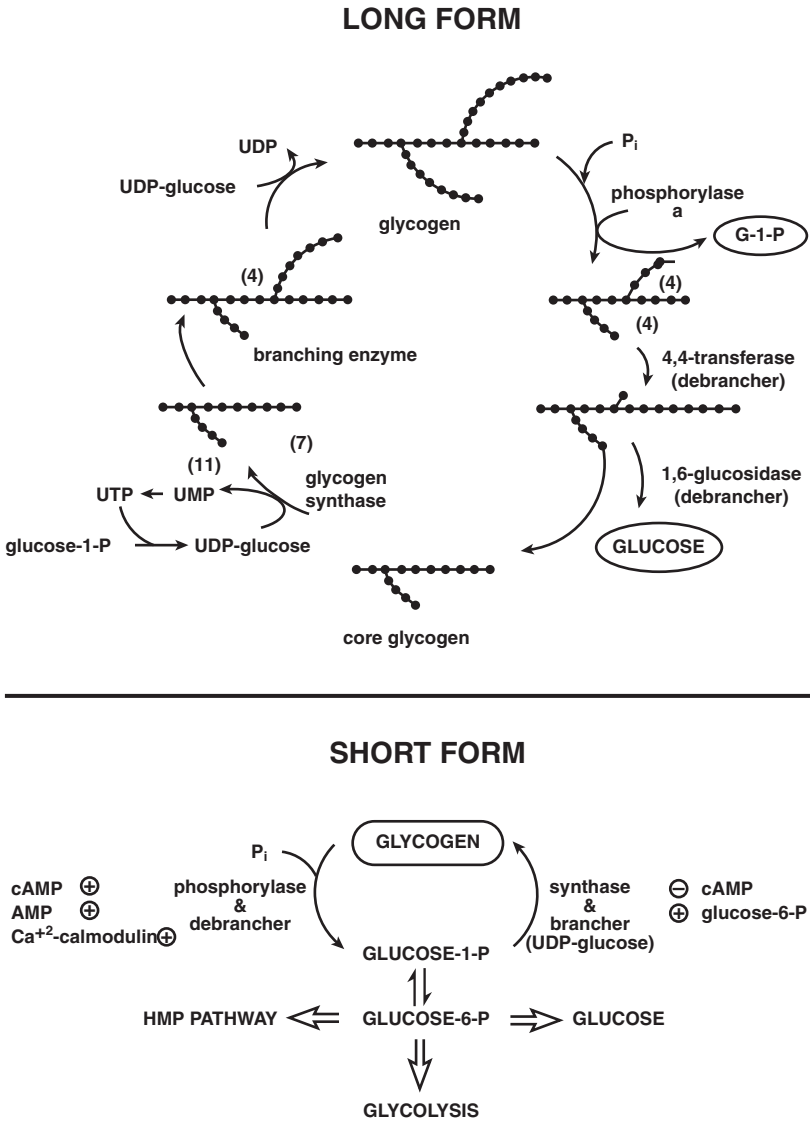 LONG FORM
UDP
UDP-glucose
glycogen
Pi
phosphorylase
a
G-1-P
(4)
branching enzyme
(4)
(4)
4,4-transferase
(debrancher)
(7)
(11)
glycogen
synthase
UTP
UMP
glucose-1-P
UDP-glucose
1,6-glucosidase
(debrancher)
GLUCOSE
core glycogen
SHORT FORM
GLYCOGEN
Pi
phosphorylase
&
debrancher
cAMP +
AMP +
Ca+2-calmodulin +
synthase
&
brancher
(UDP-glucose)
− cAMP
+ glucose-6-P
GLUCOSE-1-P
HMP PATHWAY
GLUCOSE-6-P
GLUCOSE
GLYCOLYSIS